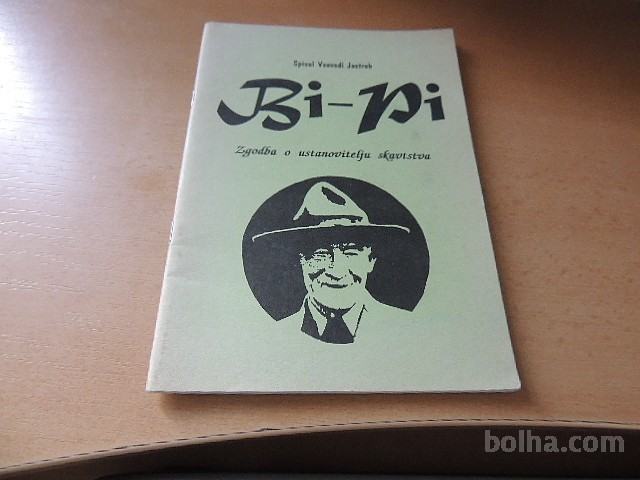 Spisal Vsevedi Jastreb
Bi-Pi
Zgodba o ustanovitelju skavtstva
bolha.com